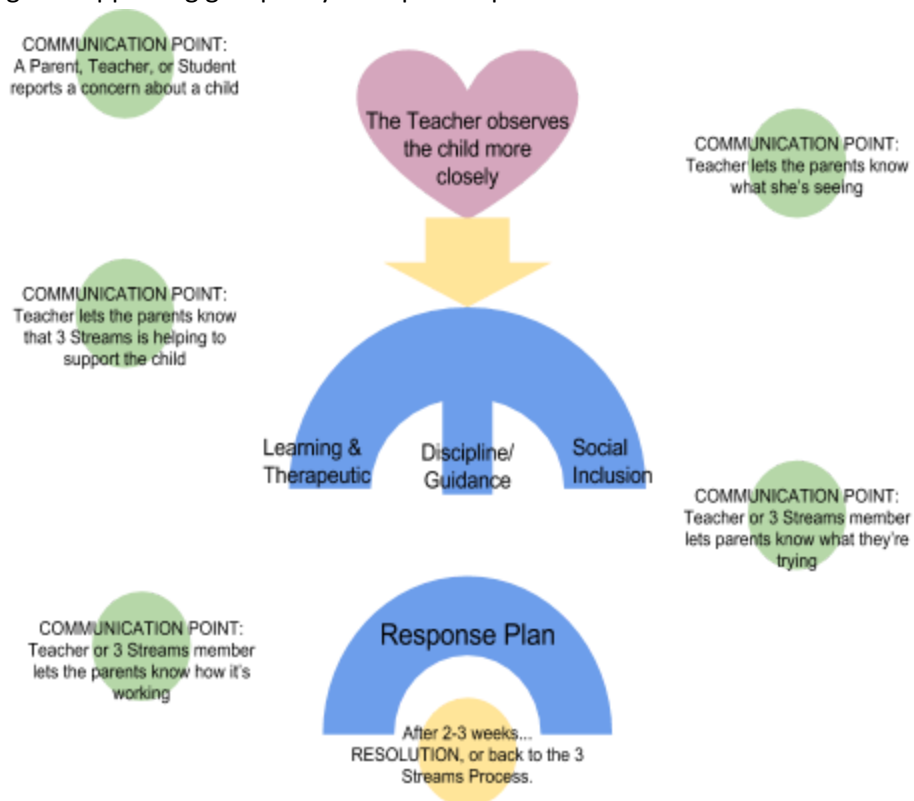 COMMUNICATION POINT:
A Parent, Teacher, or Student
reports a concern about a child
The Teacher observes
the child more
closely
COMMUNICATION POINT:
Teacher lets the parents know
what she's seeing
COMMUNICATION POINT:
Teacher lets the parents know
that 3 Streams is helping to
support the child
Learning &
Therapeutic
Discipline/
Guidance
Social
Inclusion
COMMUNICATION POINT:
Teacher or 3 Streams member
lets parents know what they're
trying
COMMUNICATION POINT:
Teacher or 3 Streams member
lets the parents know how it's
working
Response Plan
After 2-3 weeks...
RESOLUTION, or back to the 3
Streams Process.